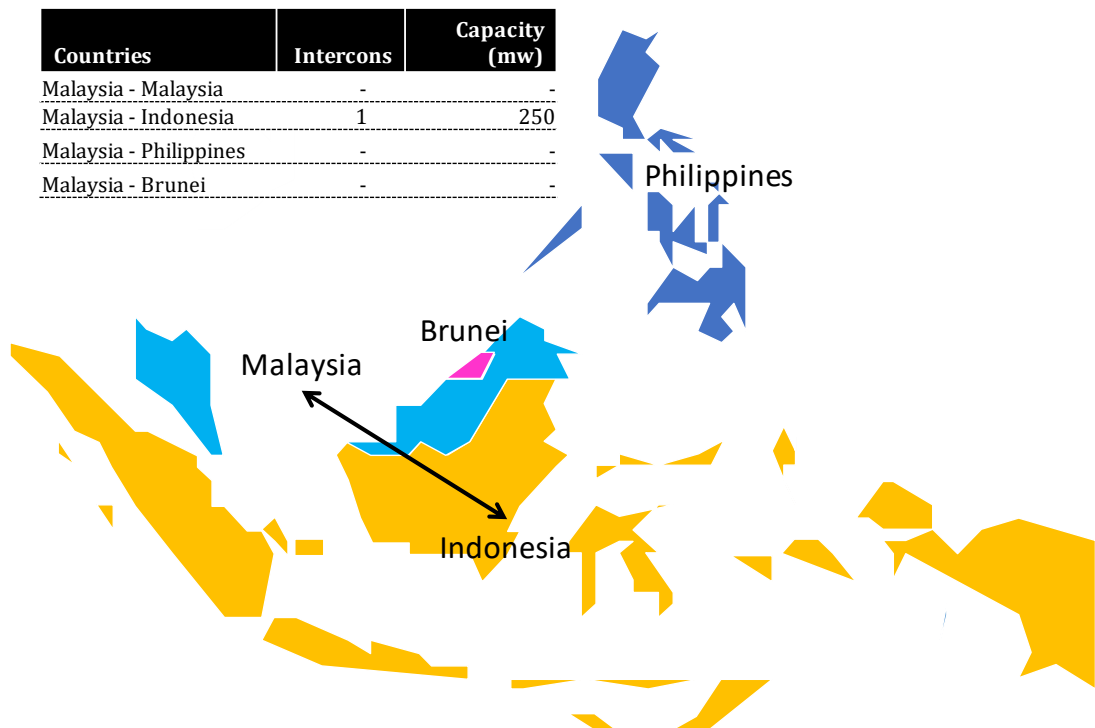 Countries Intercons Capacity (mw)
Malaysia - Malaysia - -
Malaysia - Indonesia 1 250
Malaysia - Philippines - -
Malaysia - Brunei - -
Philippines
Brunei
Malaysia
Indonesia